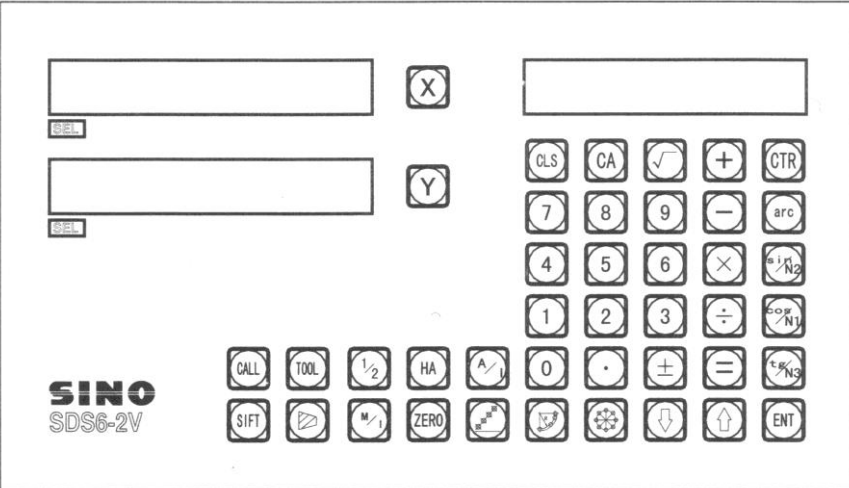 X
SEL
Y
SEL
CLS CA √ + CTR
7 8 9 − arc
4 5 6 × sin/N2
1 2 3 ÷ cos/N1
CALL TOOL 1/2 HA A/I 0 · ± = tg/N3
SINO
SDS6-2V
SIFT M/I ZERO ENT